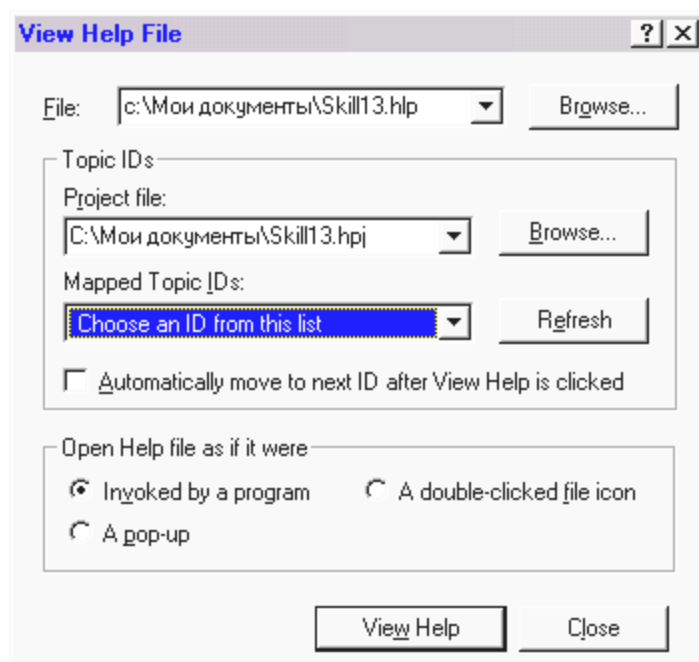 View Help File
File: c:\Мои документы\Skill13.hlp Browse...
Topic IDs
Project file:
C:\Мои документы\Skill13.hpj Browse...
Mapped Topic IDs:
Choose an ID from this list Refresh
Automatically move to next ID after View Help is clicked
Open Help file as if it were
Invoked by a program A double-clicked file icon
A pop-up
View Help Close